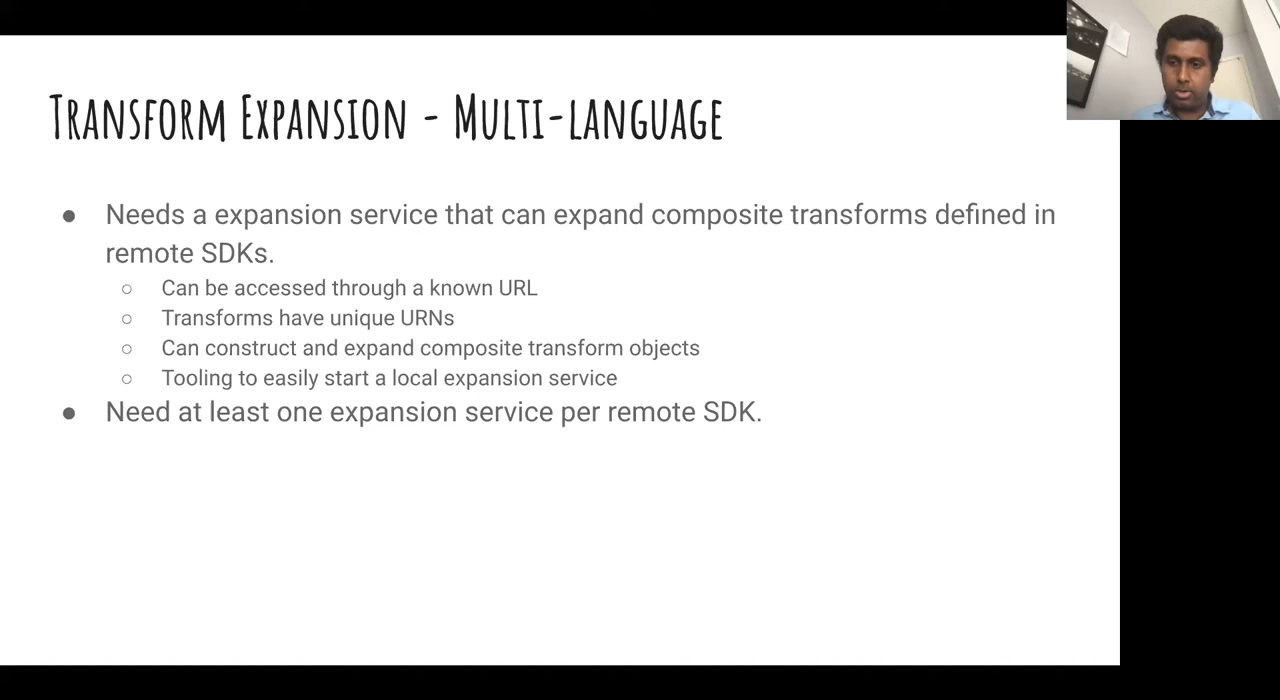 Transform Expansion - Multi-language
● Needs a expansion service that can expand composite transforms defined in
remote SDKs.
○ Can be accessed through a known URL
○ Transforms have unique URNs
○ Can construct and expand composite transform objects
○ Tooling to easily start a local expansion service
● Need at least one expansion service per remote SDK.